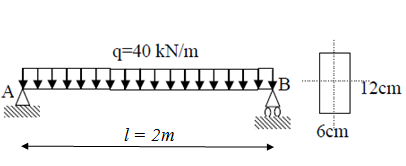 q=40 kN/m
A
B
12cm
l = 2m
6cm